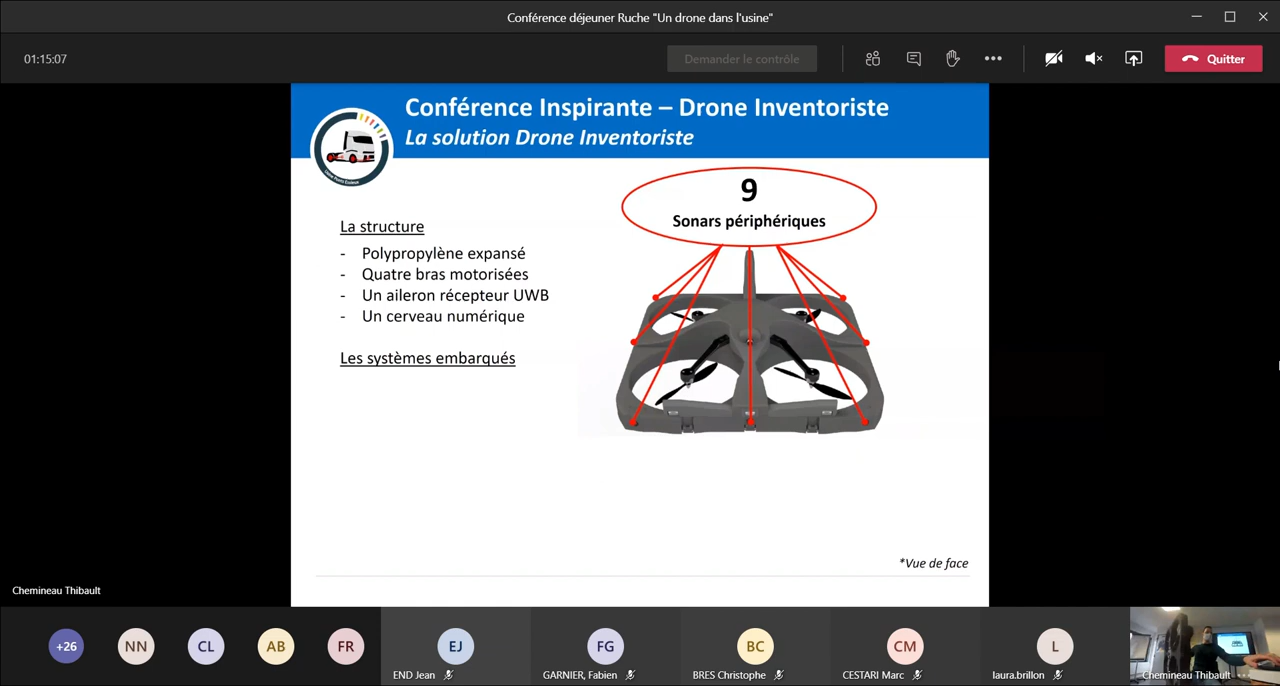 Conférence déjeuner Ruche "Un drone dans l'usine"
01:15:07
Demander le contrôle
Quitter
Conférence Inspirante – Drone Inventoriste
La solution Drone Inventoriste
9
Sonars périphériques
La structure
- Polypropylène expansé
- Quatre bras motorisées
- Un aileron récepteur UWB
- Un cerveau numérique
Les systèmes embarqués
*Vue de face
Chemineau Thibault
+26
NN
CL
AB
FR
EJ
END Jean
FG
GARNIER, Fabien
BC
BRES Christophe
CM
CESTARI Marc
L
laura.brillon
Chemineau Thibault